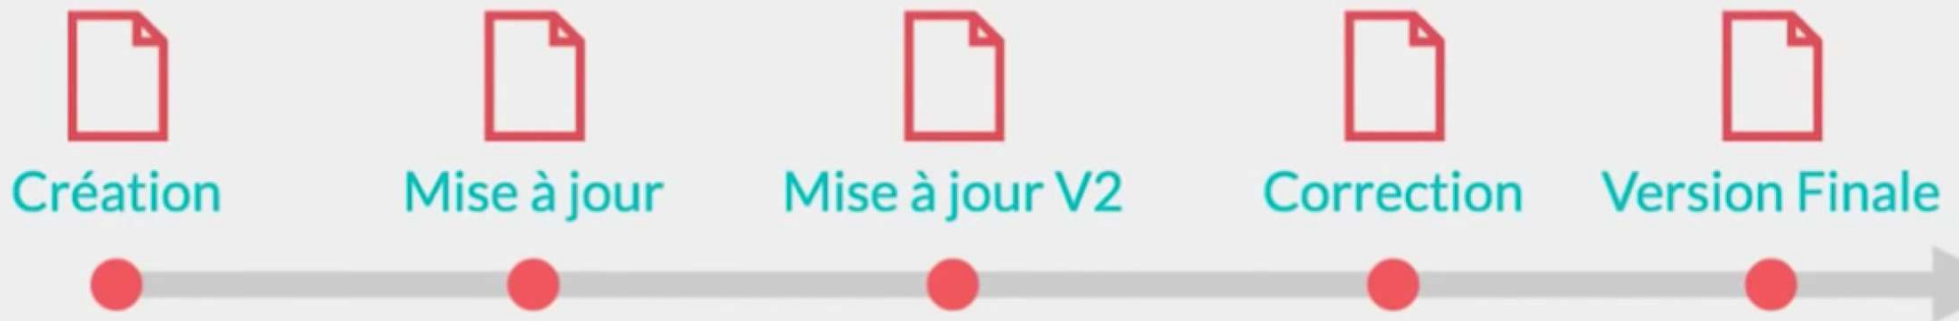 Création
Mise à jour
Mise à jour V2
Correction
Version Finale